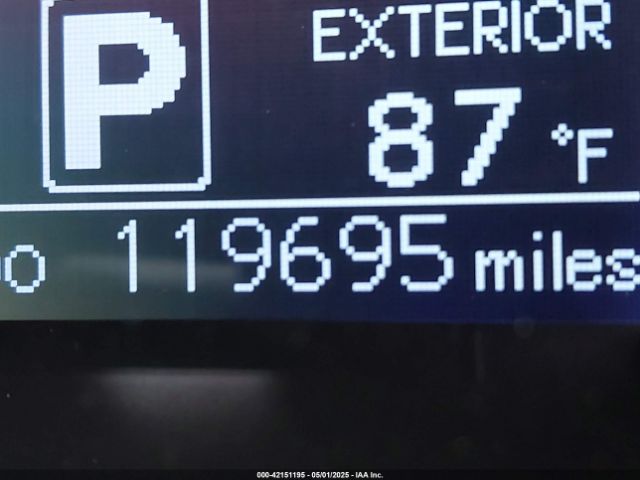 P
EXTERIOR
87 °F
119695 miles
000-42151195 - 05/01/2025 - IAA Inc.